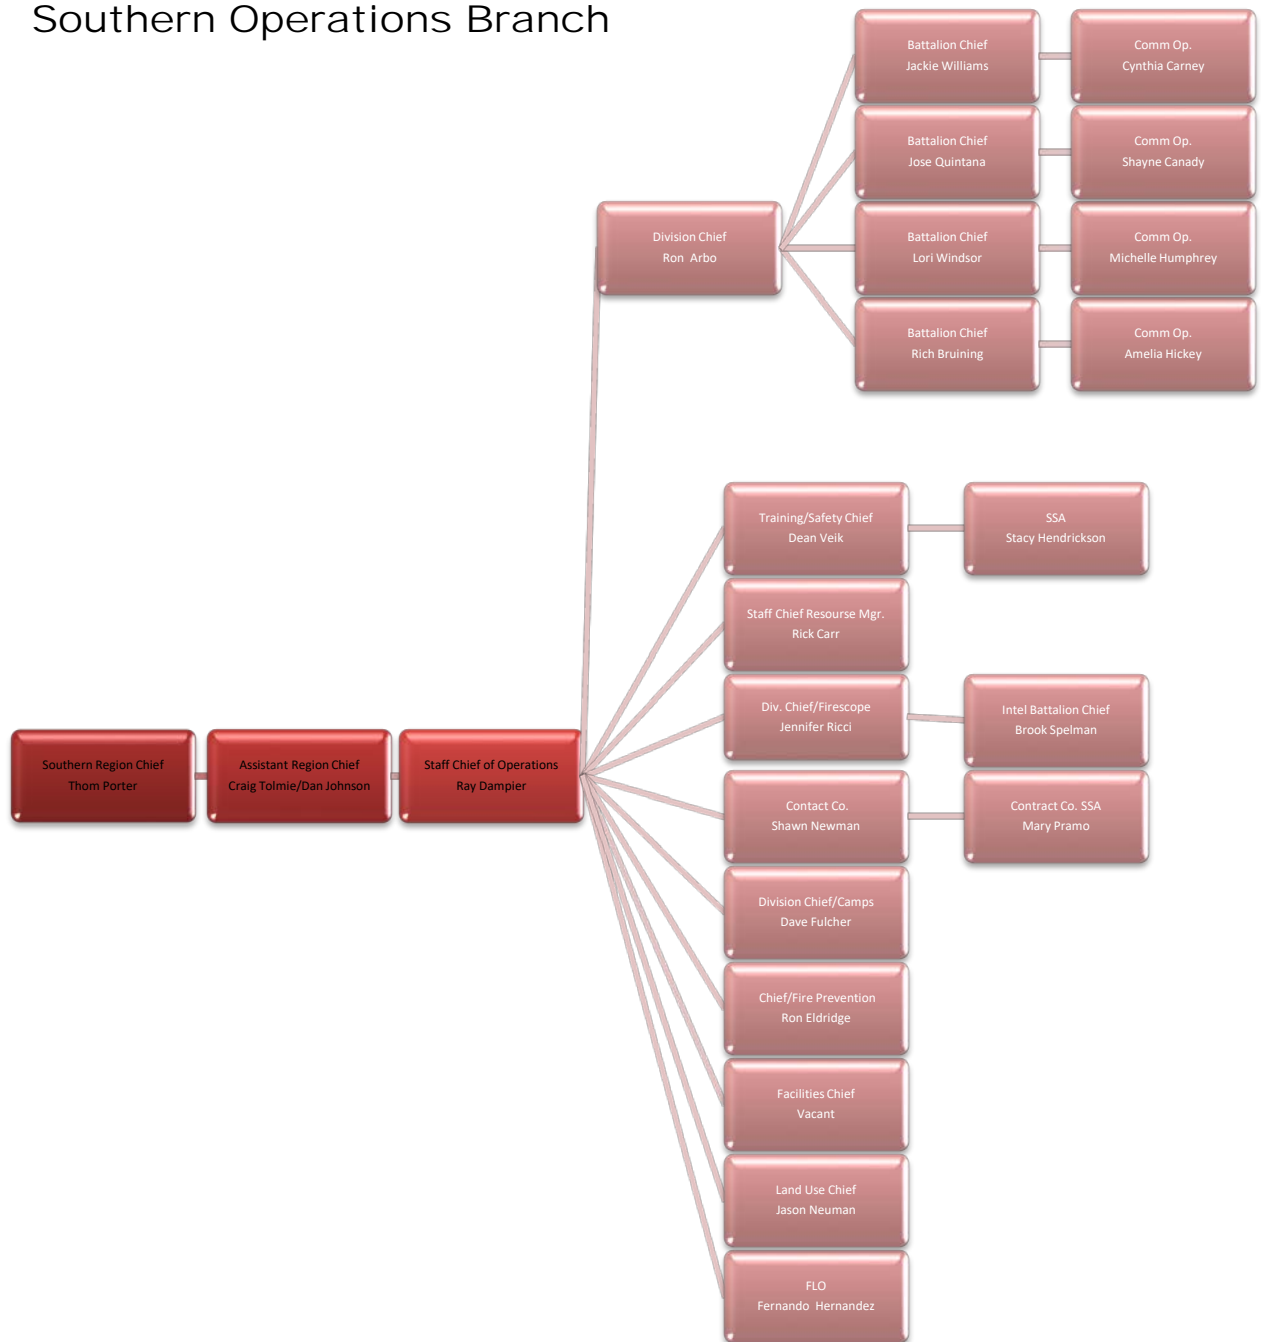 Southern Operations Branch
Battalion Chief
Jackie Williams
Comm Op.
Cynthia Carney
Battalion Chief
Jose Quintana
Comm Op.
Shayne Canady
Division Chief
Ron  Arbo
Battalion Chief
Lori Windsor
Comm Op.
Michelle Humphrey
Battalion Chief
Rich Bruining
Comm Op.
Amelia Hickey
Training/Safety Chief
Dean Veik
SSA
Stacy Hendrickson
Staff Chief Resourse Mgr.
Rick Carr
Div. Chief/Firescope
Jennifer Ricci
Intel Battalion Chief
Brook Spelman
Southern Region Chief
Thom Porter
Assistant Region Chief
Craig Tolmie/Dan Johnson
Staff Chief of Operations
Ray Dampier
Contact Co.
Shawn Newman
Contract Co. SSA
Mary Pramo
Division Chief/Camps
Dave Fulcher
Chief/Fire Prevention
Ron Eldridge
Facilities Chief
Vacant
Land Use Chief
Jason Neuman
FLO
Fernando  Hernandez